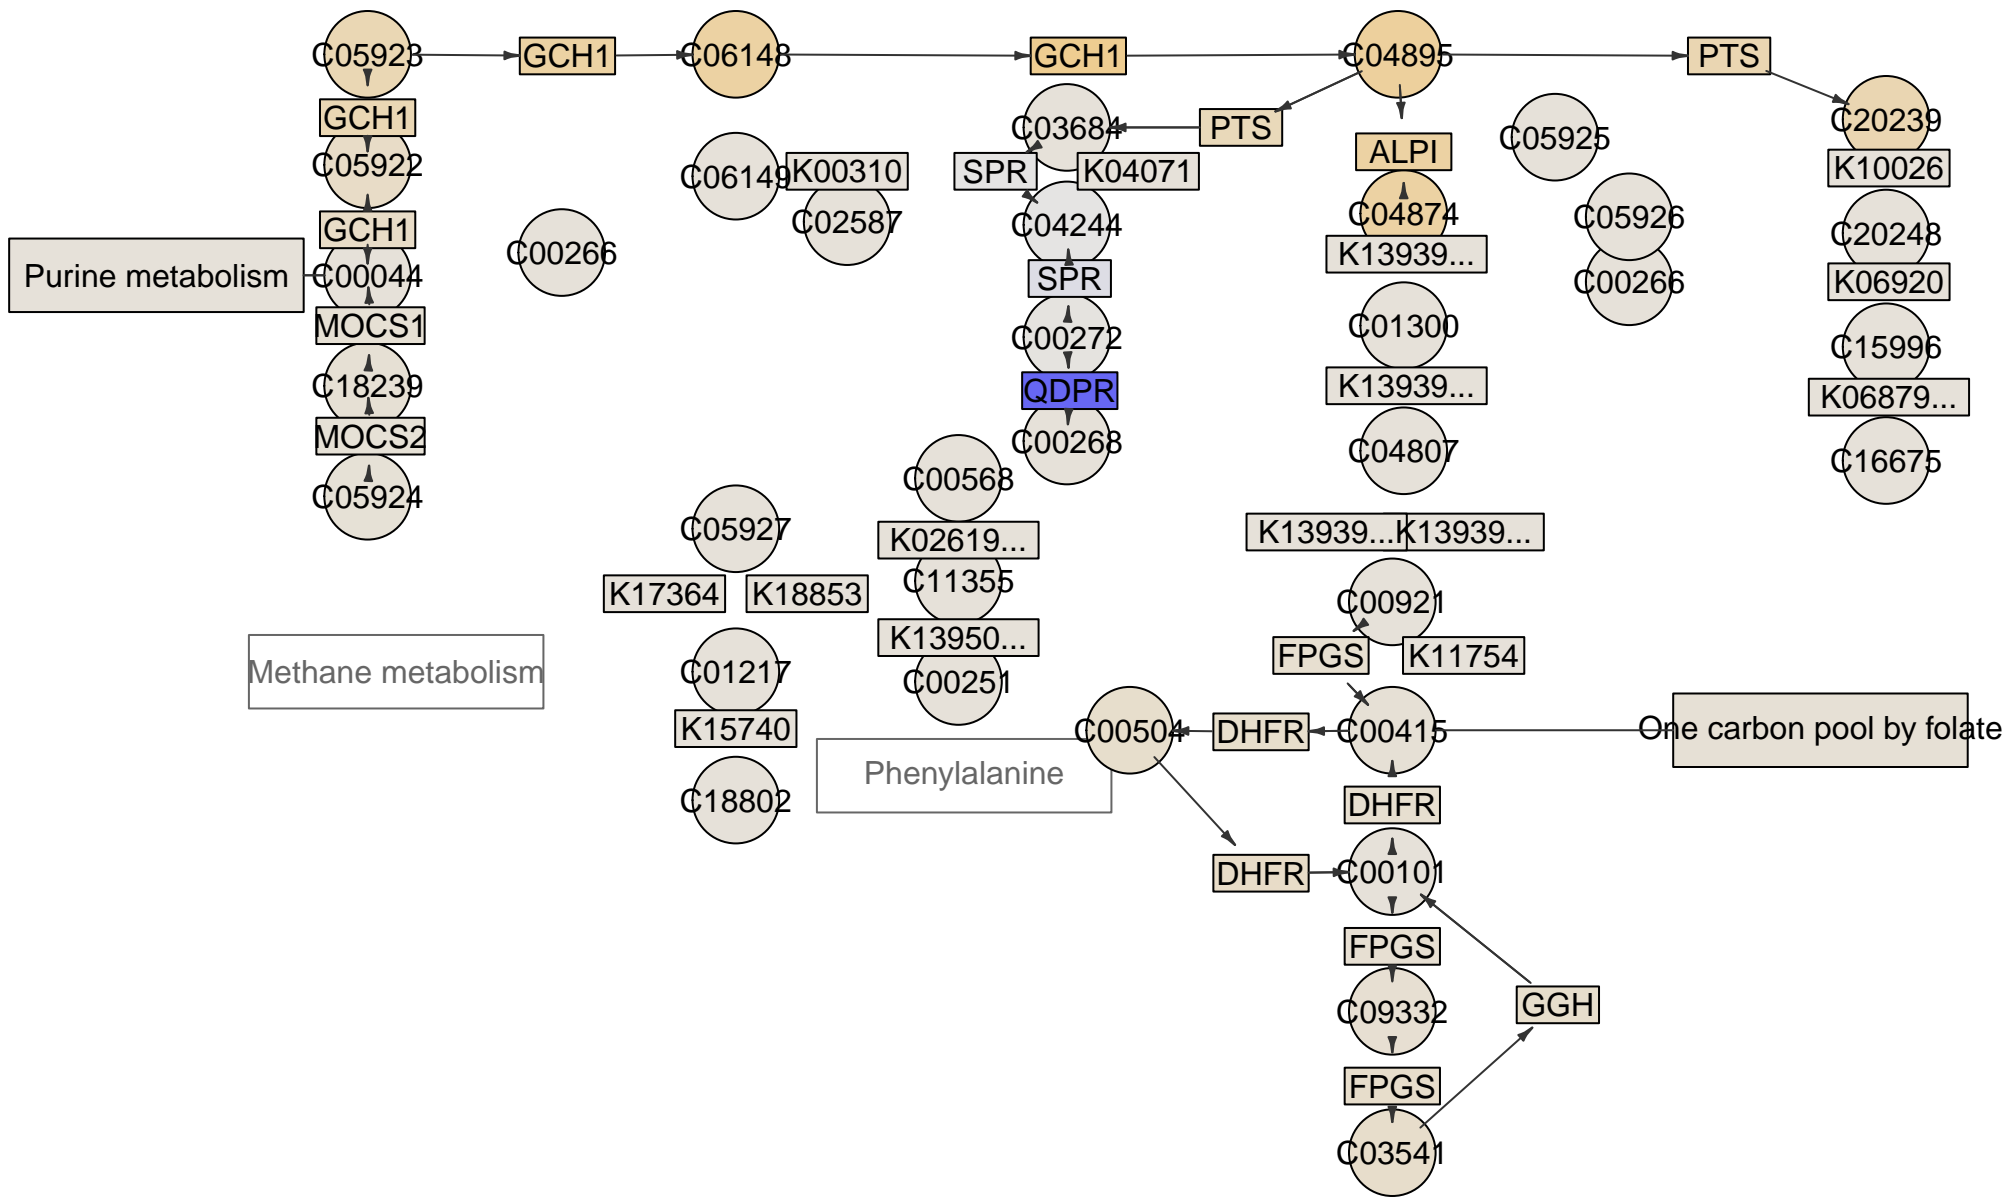 C05923
GCH1
C06148
GCH1
C04895
PTS
GCH1
C03684
PTS
C05925
C20239
C05922
C06149
K00310
SPR
K04071
ALPI
K10026
GCH1
C00266
C02587
C04244
C04874
C05926
C20248
Purine metabolism
C00044
SPR
K13939...
C00266
K06920
MOCS1
C00272
C01300
C15996
C18239
QDPR
K13939...
K06879...
MOCS2
C00268
C04807
C16675
C05924
C00568
C05927
K02619...
K13939...
K13939...
K17364
K18853
C11355
C00921
K13950...
FPGS
K11754
Methane metabolism
C01217
C00251
K15740
C00504
DHFR
C00415
One carbon pool by folate
Phenylalanine
C18802
DHFR
DHFR
C00101
FPGS
C09332
GGH
FPGS
C03541